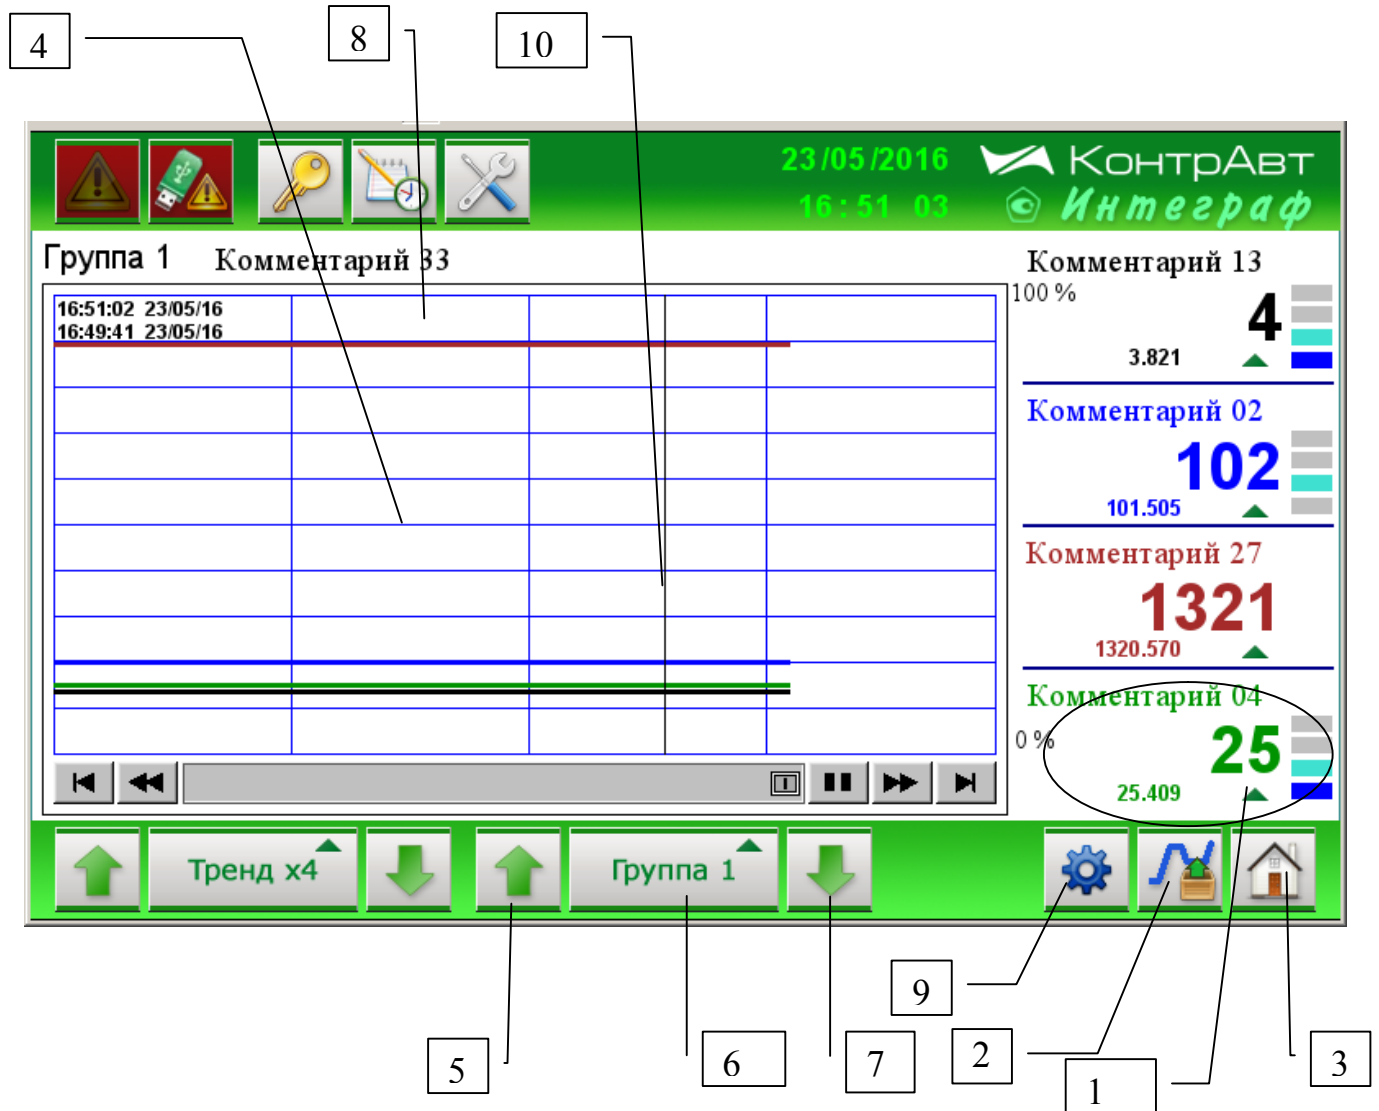 4
8
10
23/05/2016
КонтрАвт
16:51 03
Интеграф
Группа 1
Комментарий 33
Комментарий 13
100 %
16:51:02 23/05/16
16:49:41 23/05/16
4
3.821
Комментарий 02
102
101.505
Комментарий 27
1321
1320.570
Комментарий 04
0 %
25
25.409
Тренд x4
Группа 1
9
5
6
7
2
1
3